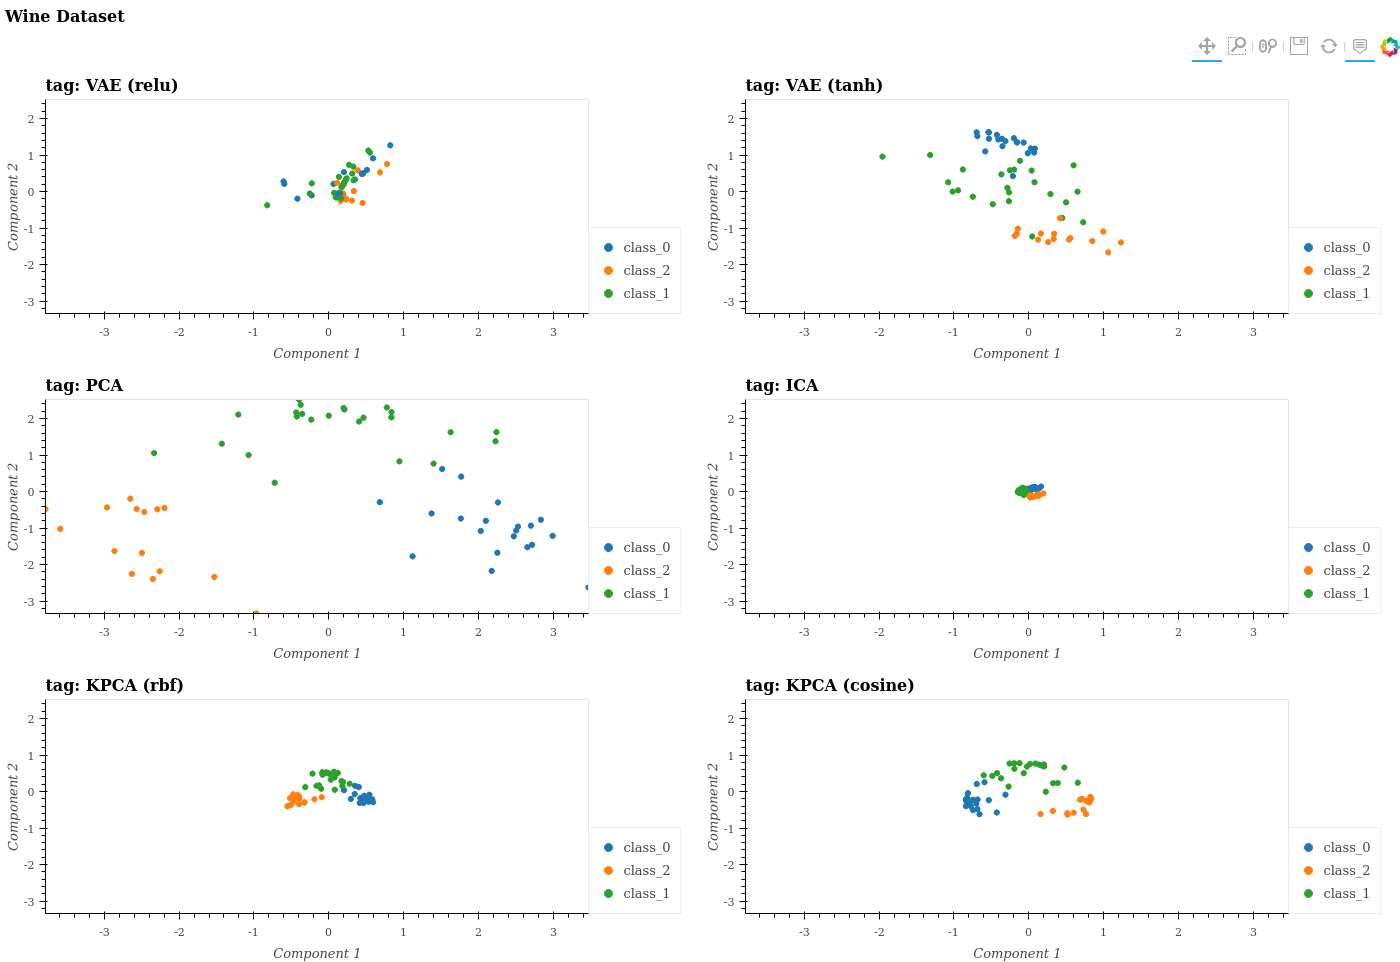 Wine Dataset
tag: VAE (relu)
Component 2
2
1
0
-1
-2
-3
-3 -2 -1 0 1 2 3
Component 1
class_0
class_2
class_1
tag: VAE (tanh)
Component 2
2
1
0
-1
-2
-3
-3 -2 -1 0 1 2 3
Component 1
class_0
class_2
class_1
tag: PCA
Component 2
2
1
0
-1
-2
-3
-3 -2 -1 0 1 2 3
Component 1
class_0
class_2
class_1
tag: ICA
Component 2
2
1
0
-1
-2
-3
-3 -2 -1 0 1 2 3
Component 1
class_0
class_2
class_1
tag: KPCA (rbf)
Component 2
2
1
0
-1
-2
-3
-3 -2 -1 0 1 2 3
Component 1
class_0
class_2
class_1
tag: KPCA (cosine)
Component 2
2
1
0
-1
-2
-3
-3 -2 -1 0 1 2 3
Component 1
class_0
class_2
class_1